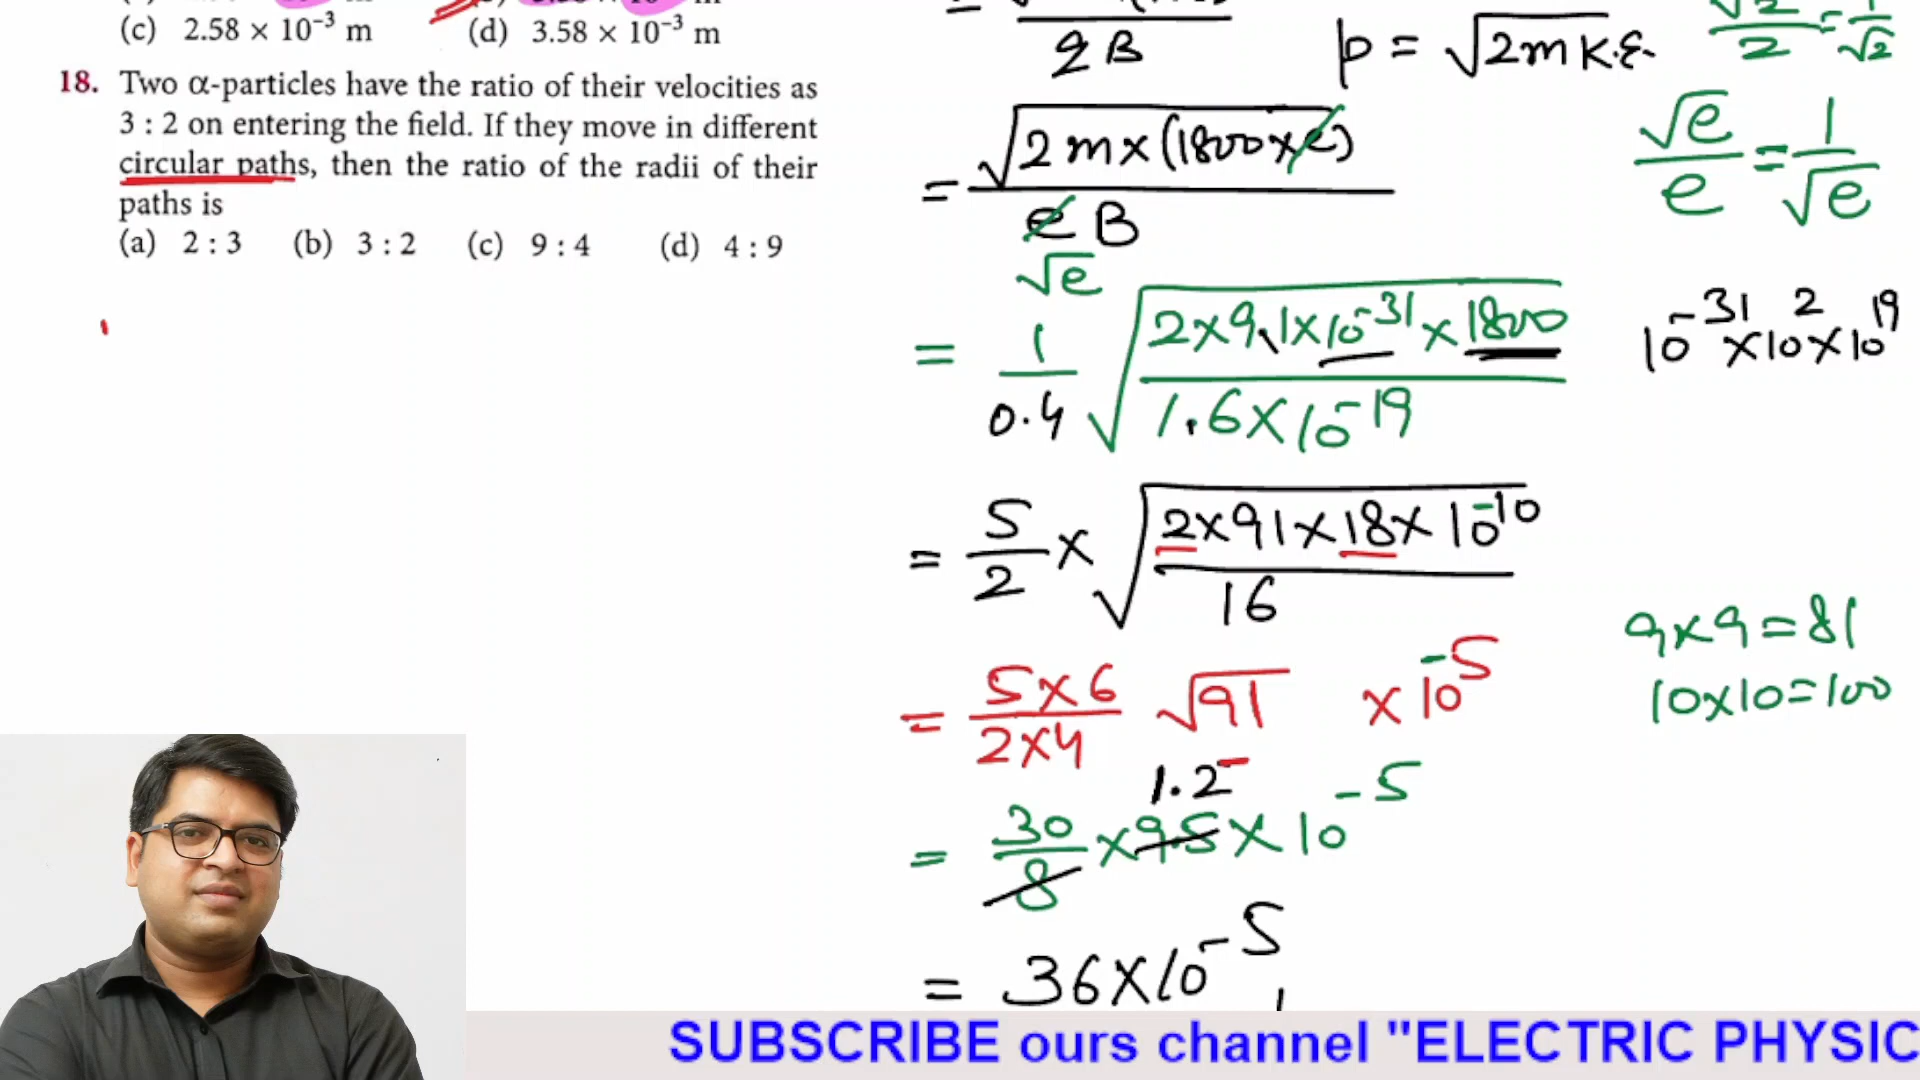 (c) 2.58 × 10⁻³ m (d) 3.58 × 10⁻³ m
18. Two α-particles have the ratio of their velocities as
3 : 2 on entering the field. If they move in different
circular paths, then the ratio of the radii of their
paths is
(a) 2 : 3 (b) 3 : 2 (c) 9 : 4 (d) 4 : 9
qB
p = √(2mK.E.
√2/2 = 1/√2
= √(2m×(1800×e)) / eB
√e
√e/e = 1/√e
= 1/0.4 √(2×9.1×10⁻³¹×1800 / 1.6×10⁻¹⁹)
10⁻³¹×10²×10¹⁹
= 5/2 × √(2×91×18×10⁻¹⁰ / 16)
9×9=81
10×10=100
= 5×6/2×4 √91 ×10⁻⁵
1.2
= 30/8 ×9.5×10⁻⁵
= 36×10⁻⁵
SUBSCRIBE ours channel "ELECTRIC PHYSIC